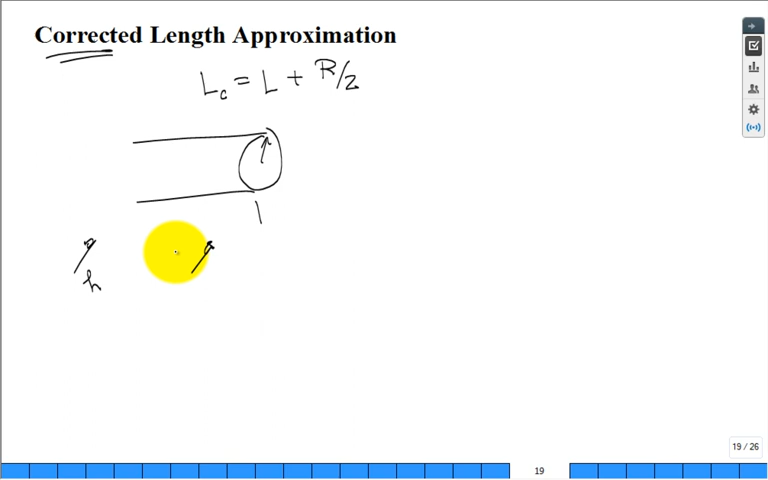 Corrected Length Approximation
Lc = L + R/2
h
19 / 26
19